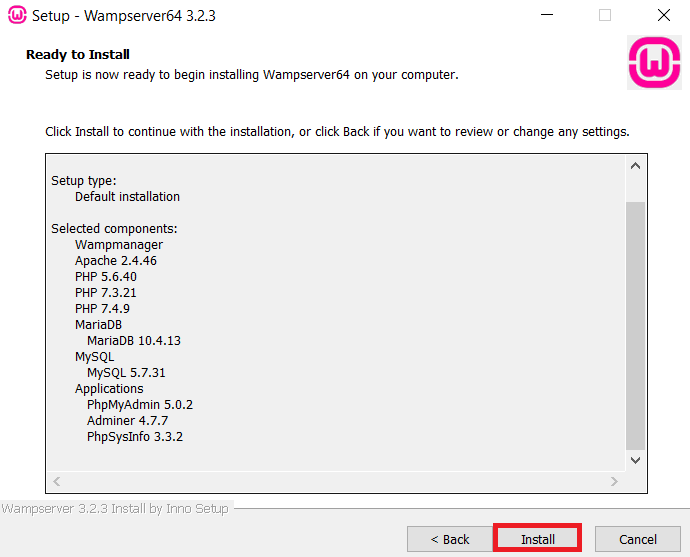 Setup - Wampserver64 3.2.3
Ready to Install
Setup is now ready to begin installing Wampserver64 on your computer.
Click Install to continue with the installation, or click Back if you want to review or change any settings.
Setup type:
Default installation
Selected components:
Wampmanager
Apache 2.4.46
PHP 5.6.40
PHP 7.3.21
PHP 7.4.9
MariaDB
MariaDB 10.4.13
MySQL
MySQL 5.7.31
Applications
PhpMyAdmin 5.0.2
Adminer 4.7.7
PhpSysInfo 3.3.2
Wampserver 3.2.3 Install by Inno Setup
< Back
Install
Cancel